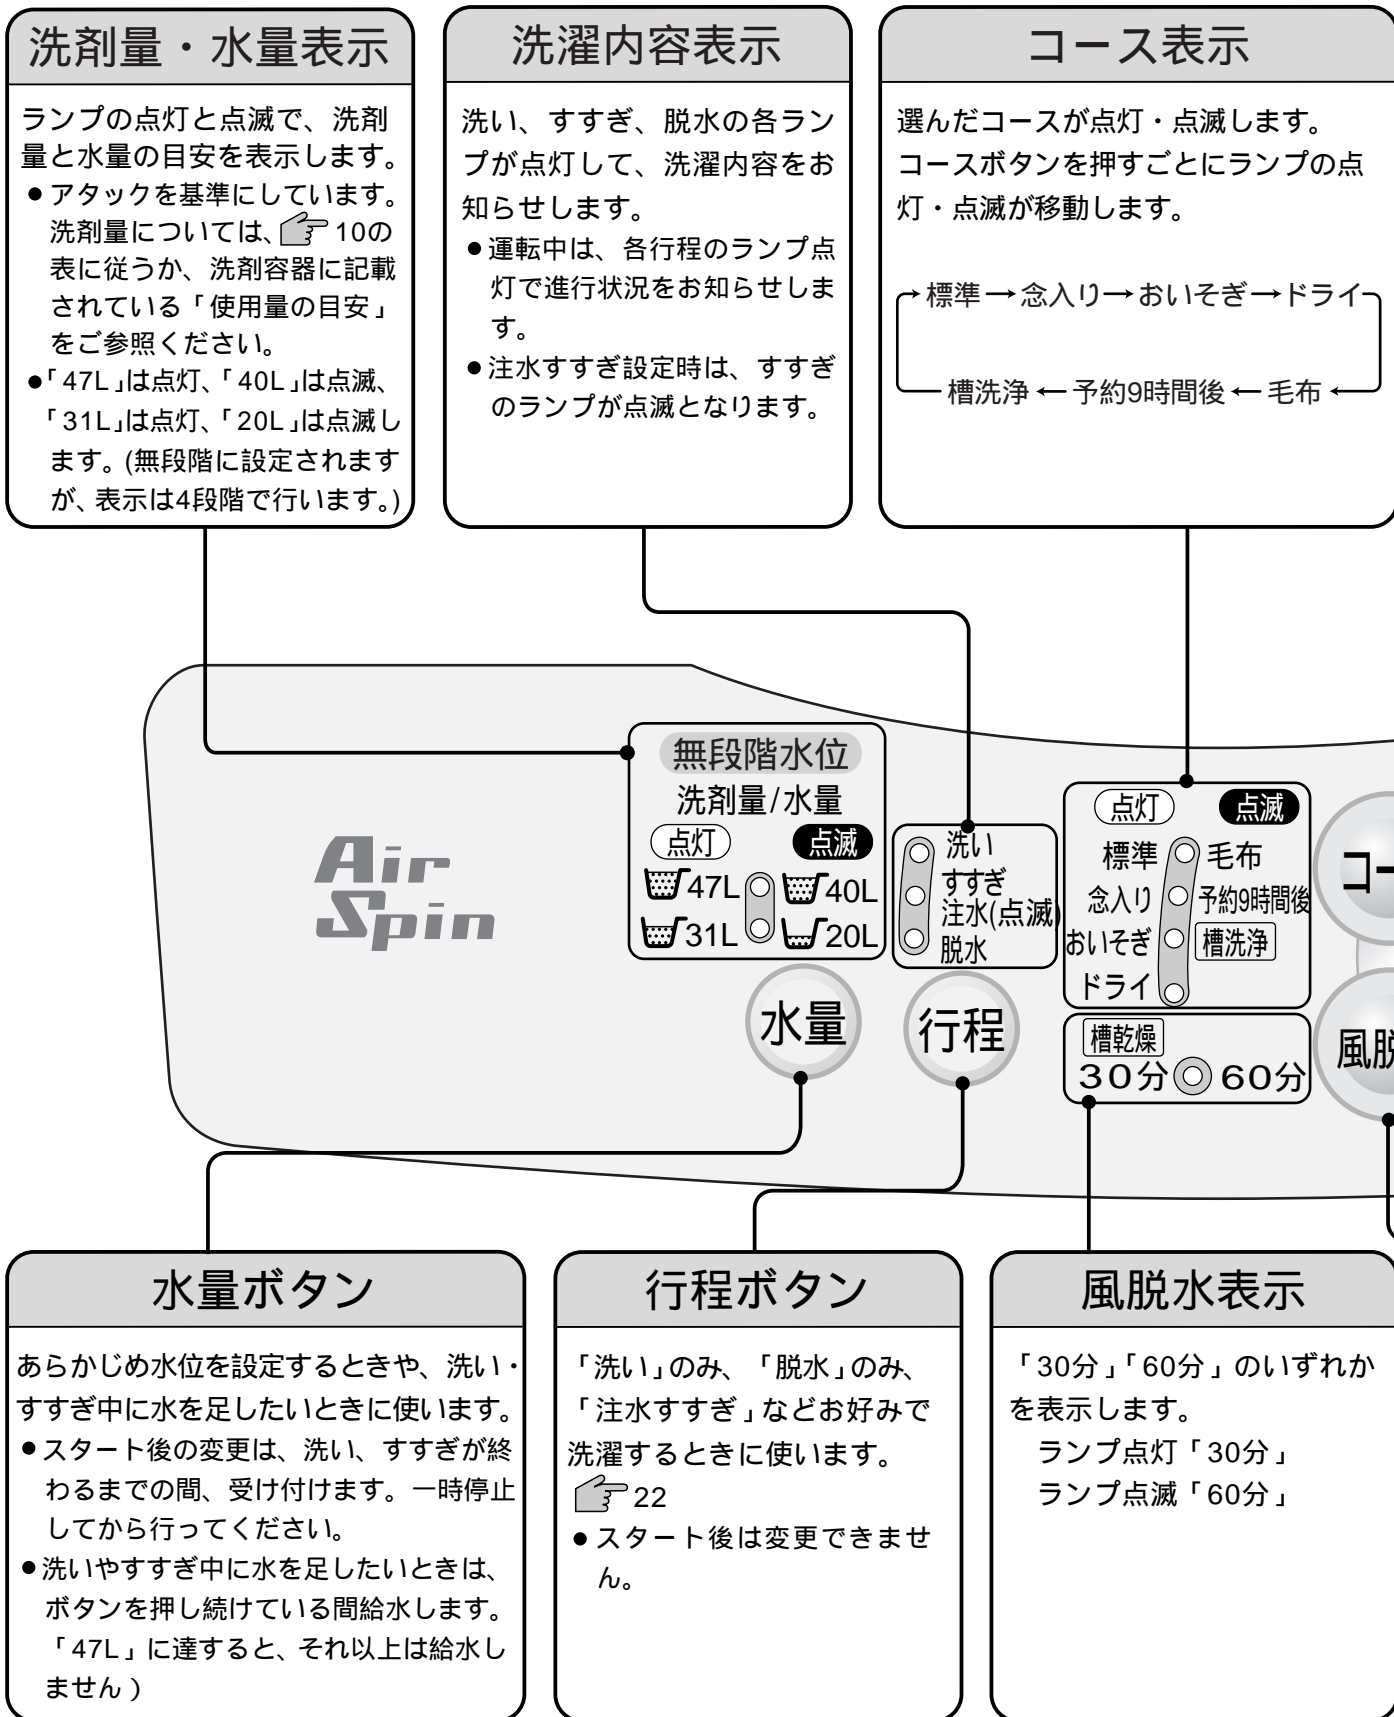 洗剤量・水量表示
ランプの点灯と点滅で、洗剤
量と水量の目安を表示します。
●アタックを基準にしています。
洗剤量については、10の
表に従うか、洗剤容器に記載
されている「使用量の目安」
をご参照ください。
●「47L」は点灯、「40L」は点滅、
「31L」は点灯、「20L」は点滅し
ます。(無段階に設定されます
が、表示は4段階で行います。)
洗濯内容表示
洗い、すすぎ、脱水の各ラン
プが点灯して、洗濯内容をお
知らせします。
●運転中は、各行程のランプ点
灯で進行状況をお知らせしま
す。
●注水すすぎ設定時は、すすぎ
のランプが点滅となります。
コース表示
選んだコースが点灯・点滅します。
コースボタンを押すごとにランプの点
灯・点滅が移動します。
標準→念入り→おいそぎ→ドライ
槽洗浄←予約9時間後←毛布
Air
Spin
無段階水位
洗剤量/水量
点灯 点滅
47L 40L
31L 20L
水量
洗い
すすぎ
注水(点滅)
脱水
行程
点灯 点滅
標準 毛布
念入り 予約9時間後
おいそぎ 槽洗浄
ドライ
槽乾燥
30分 60分
コー
風脱
水量ボタン
あらかじめ水位を設定するときや、洗い・
すすぎ中に水を足したいときに使います。
●スタート後の変更は、洗い、すすぎが終
わるまでの間、受け付けます。一時停止
してから行ってください。
●洗いやすすぎ中に水を足したいときは、
ボタンを押し続けている間給水します。
「47L」に達すると、それ以上は給水し
ません）
行程ボタン
「洗い」のみ、「脱水」のみ、
「注水すすぎ」などお好みで
洗濯するときに使います。
22
●スタート後は変更できませ
ん。
風脱水表示
「30分」「60分」のいずれか
を表示します。
ランプ点灯「30分」
ランプ点滅「60分」